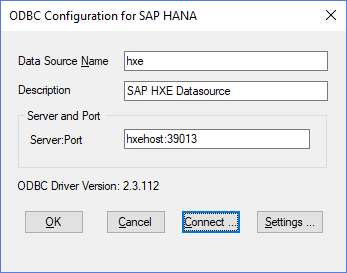 ODBC Configuration for SAP HANA
Data Source Name hxe
Description SAP HXE Datasource
Server and Port
Server:Port hxehost:39013
ODBC Driver Version: 2.3.112
OK Cancel Connect ... Settings ...